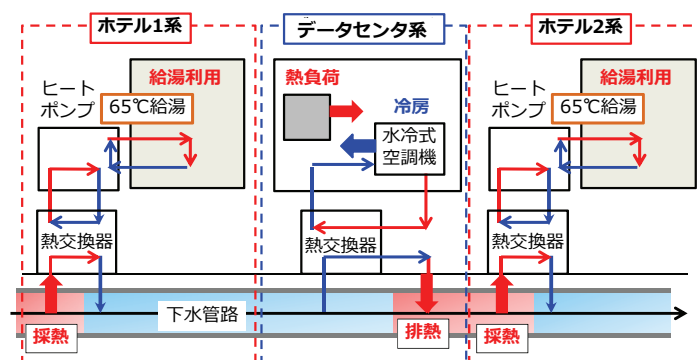 ホテル1系
データセンタ系
ホテル2系
ヒート
ポンプ
給湯利用
65℃給湯
熱交換器
採熱
熱負荷
冷房
水冷式
空調機
熱交換器
下水管路
排熱
ヒート
ポンプ
給湯利用
65℃給湯
熱交換器
採熱